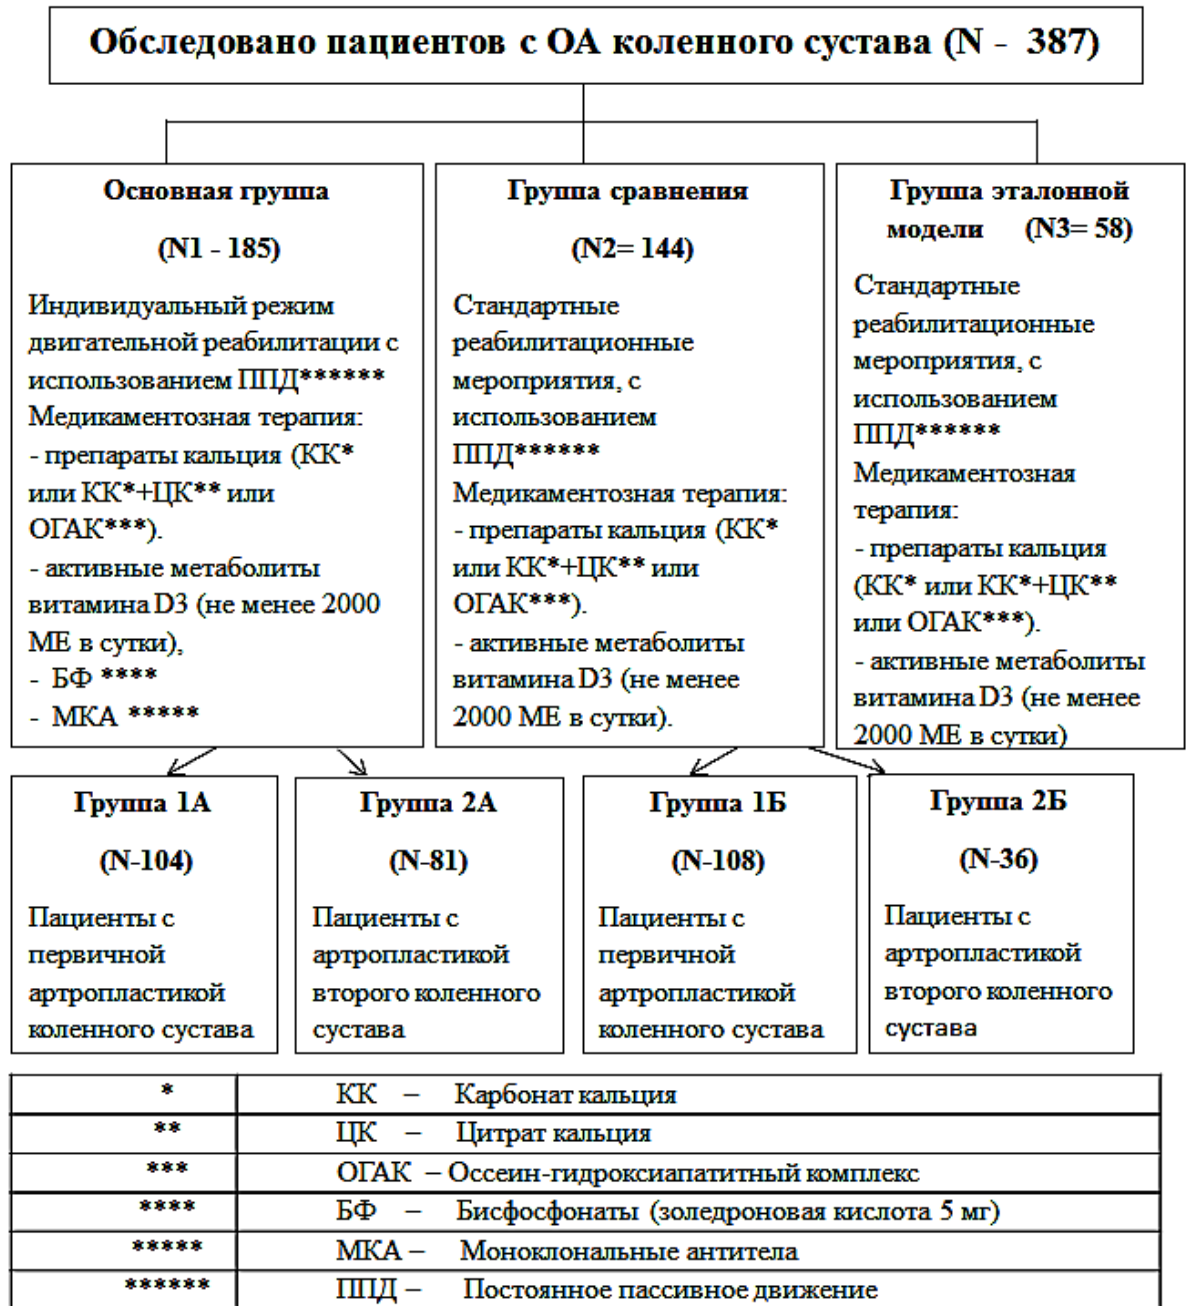 Обследовано пациентов с ОА коленного сустава (N - 387)
Основная группа
(N1 - 185)
Индивидуальный режим
двигательной реабилитации с
использованием ППД******
Медикаментозная терапия:
- препараты кальция (КК*
или КК*+ЦК** или
ОГАК***).
- активные метаболиты
витамина D3 (не менее 2000
МЕ в сутки),
- БФ ****
- МКА *****
Группа сравнения
(N2= 144)
Стандартные
реабилитационные
мероприятия, с
использованием
ППД******
Медикаментозная терапия:
- препараты кальция (КК*
или КК*+ЦК** или
ОГАК***).
- активные метаболиты
витамина D3 (не менее
2000 МЕ в сутки).
Группа эталонной
модели (N3= 58)
Стандартные
реабилитационные
мероприятия, с
использованием
ППД******
Медикаментозная
терапия:
- препараты кальция
(КК* или КК*+ЦК**
или ОГАК***).
- активные метаболиты
витамина D3 (не менее
2000 МЕ в сутки)
Группа 1А
(N-104)
Пациенты с
первичной
артропластикой
коленного сустава
Группа 2А
(N-81)
Пациенты с
артропластикой
второго коленного
сустава
Группа 1Б
(N-108)
Пациенты с
первичной
артропластикой
коленного сустава
Группа 2Б
(N-36)
Пациенты с
артропластикой
второго коленного
сустава
* КК – Карбонат кальция
** ЦК – Цитрат кальция
*** ОГАК – Оссеин-гидроксиапатитный комплекс
**** БФ – Бисфосфонаты (золедроновая кислота 5 мг)
***** МКА – Моноклональные антитела
****** ППД – Постоянное пассивное движение